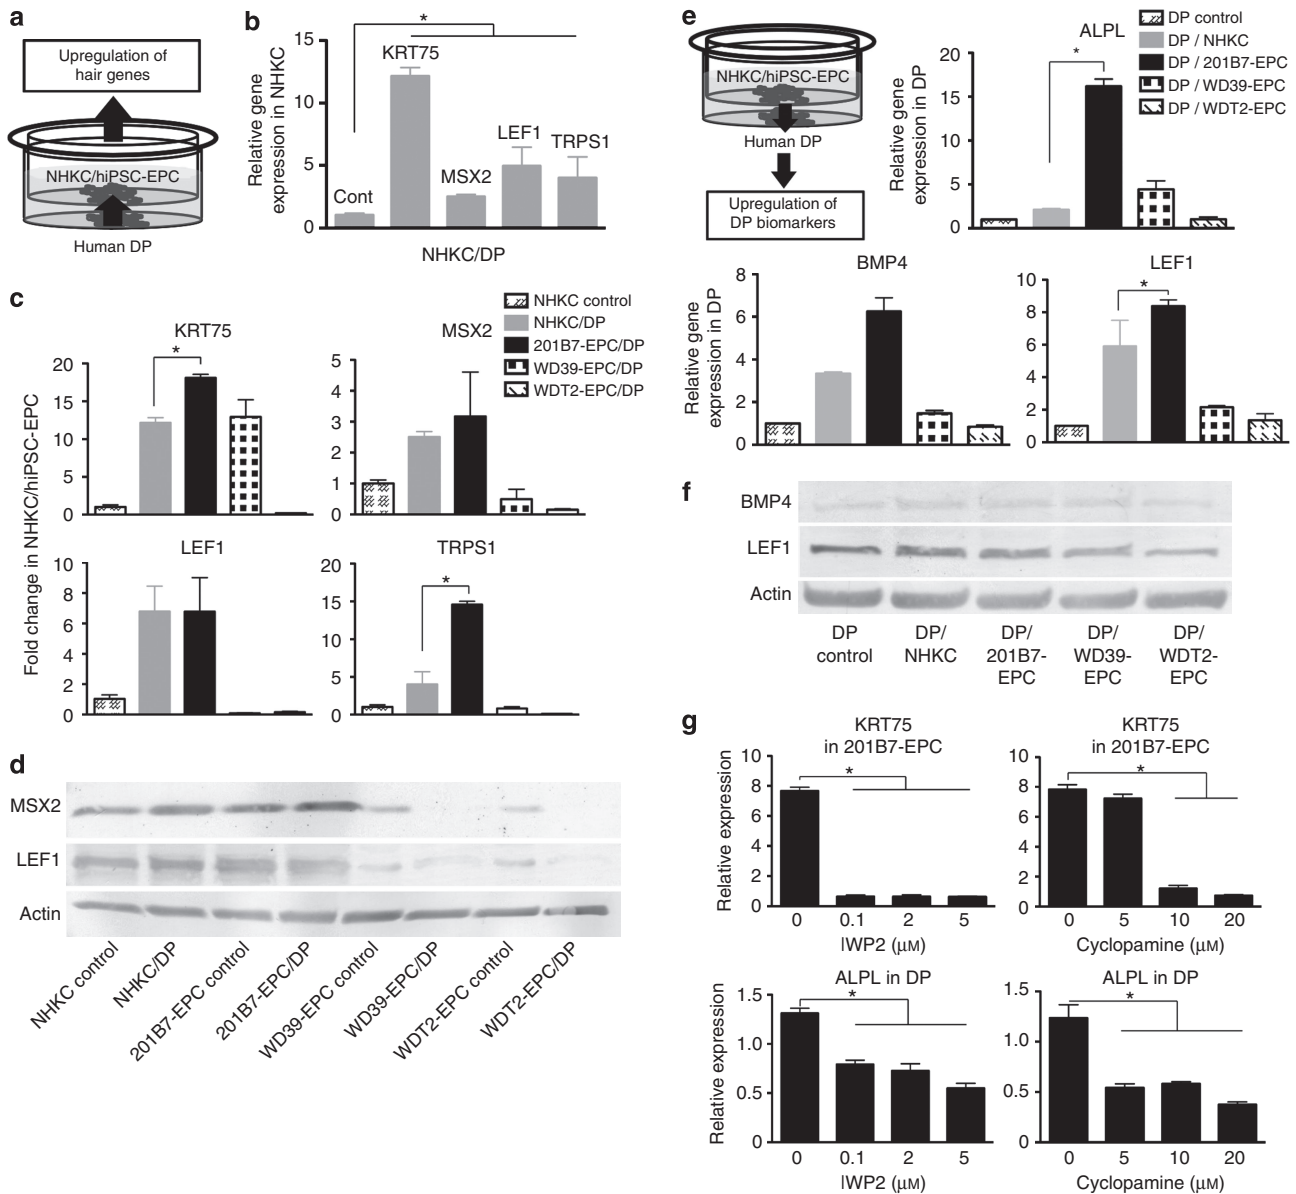 a
Upregulation of
hair genes
NHKC/hiPSC-EPC
Human DP
b
*
Relative gene
expression in NHKC
15
10
5
0
Cont
KRT75
MSX2
LEF1
TRPS1
NHKC/DP
c
NHKC control
NHKC/DP
201B7-EPC/DP
WD39-EPC/DP
WDT2-EPC/DP
Fold change in NHKC/hiPSC-EPC
KRT75
20
15
10
5
0
*
MSX2
5
4
3
2
1
0
LEF1
10
8
6
4
2
0
TRPS1
20
15
10
5
0
*
d
MSX2
LEF1
Actin
NHKC control
NHKC/DP
201B7-EPC control
201B7-EPC/DP
WD39-EPC control
WD39-EPC/DP
WDT2-EPC control
WDT2-EPC/DP
e
NHKC/hiPSC-EPC
Human DP
Upregulation of
DP biomarkers
DP control
DP / NHKC
DP / 201B7-EPC
DP / WD39-EPC
DP / WDT2-EPC
ALPL
Relative gene
expression in DP
20
15
10
5
0
*
BMP4
Relative gene
expression in DP
8
6
4
2
0
LEF1
10
8
6
4
2
0
*
f
BMP4
LEF1
Actin
DP
control
DP/
NHKC
DP/
201B7-
EPC
DP/
WD39-
EPC
DP/
WDT2-
EPC
g
KRT75
in 201B7-EPC
Relative expression
10
8
6
4
2
0
*
0 0.1 2 5
IWP2 (μM)
KRT75
in 201B7-EPC
10
8
6
4
2
0
*
0 5 10 20
Cyclopamine (μM)
ALPL in DP
Relative expression
1.5
1.0
0.5
0
*
0 0.1 2 5
IWP2 (μM)
ALPL in DP
1.5
1.0
0.5
0
*
0 5 10 20
Cyclopamine (μM)